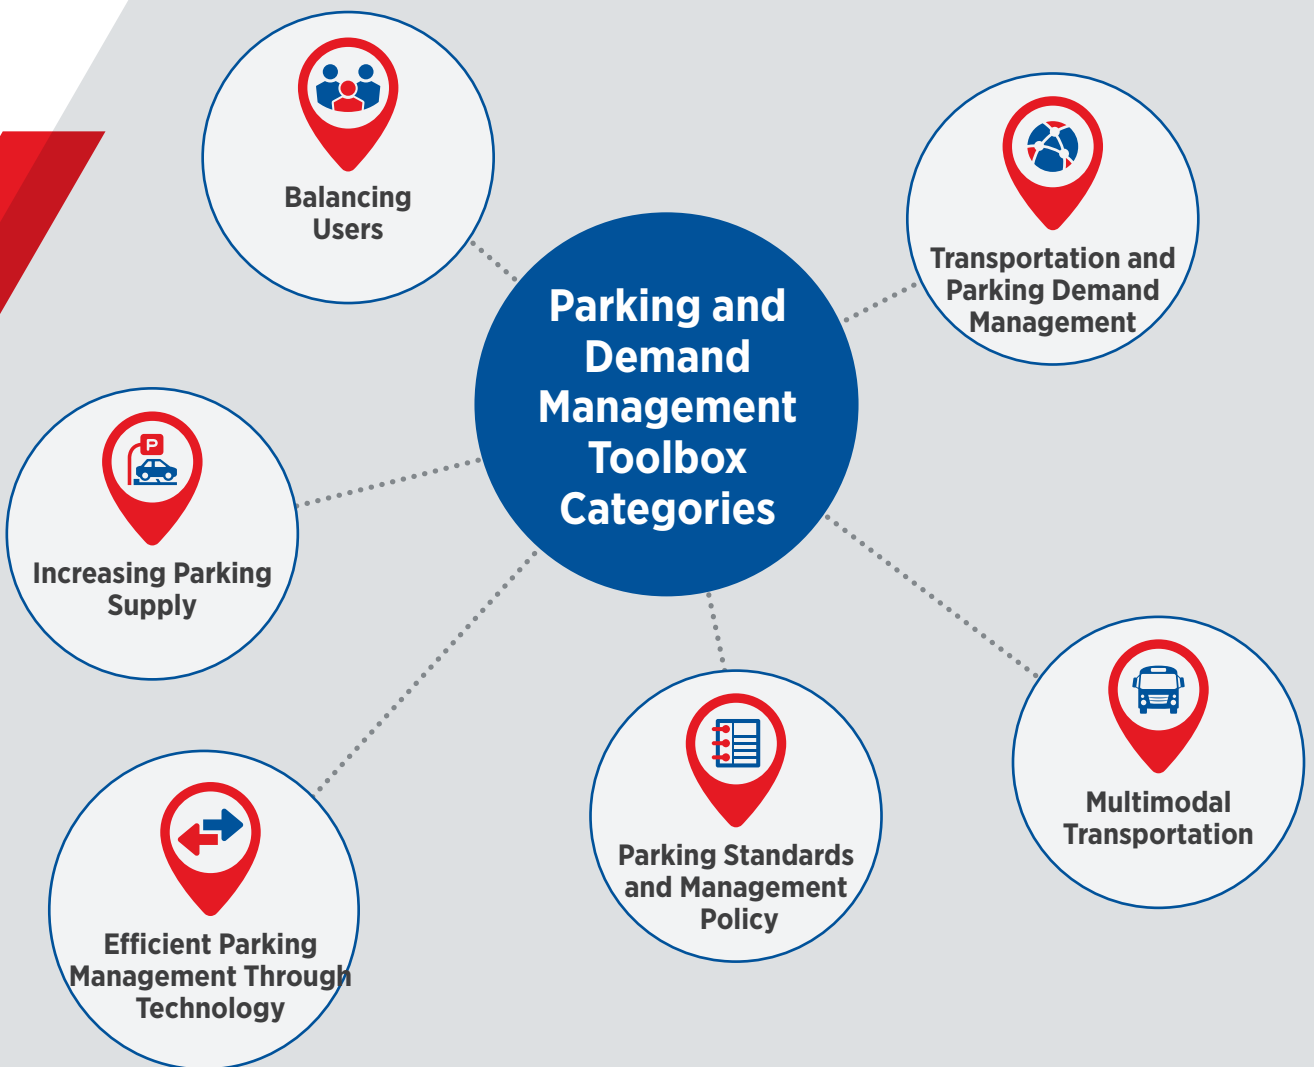 Balancing
Users
Transportation and
Parking Demand
Management
Parking and
Demand
Management
Toolbox
Categories
Increasing Parking
Supply
P
Multimodal
Transportation
Parking Standards
and Management
Policy
Efficient Parking
Management Through
Technology